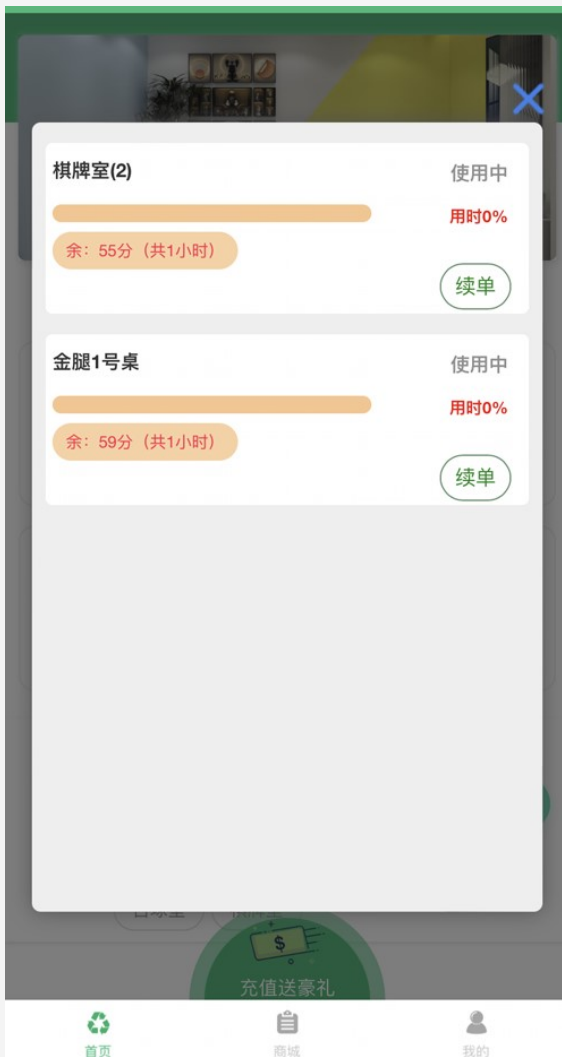 棋牌室(2)
使用中
用时0%
余：55分（共1小时）
续单
金腿1号桌
使用中
用时0%
余：59分（共1小时）
续单
$
充值送豪礼
首页
商城
我的